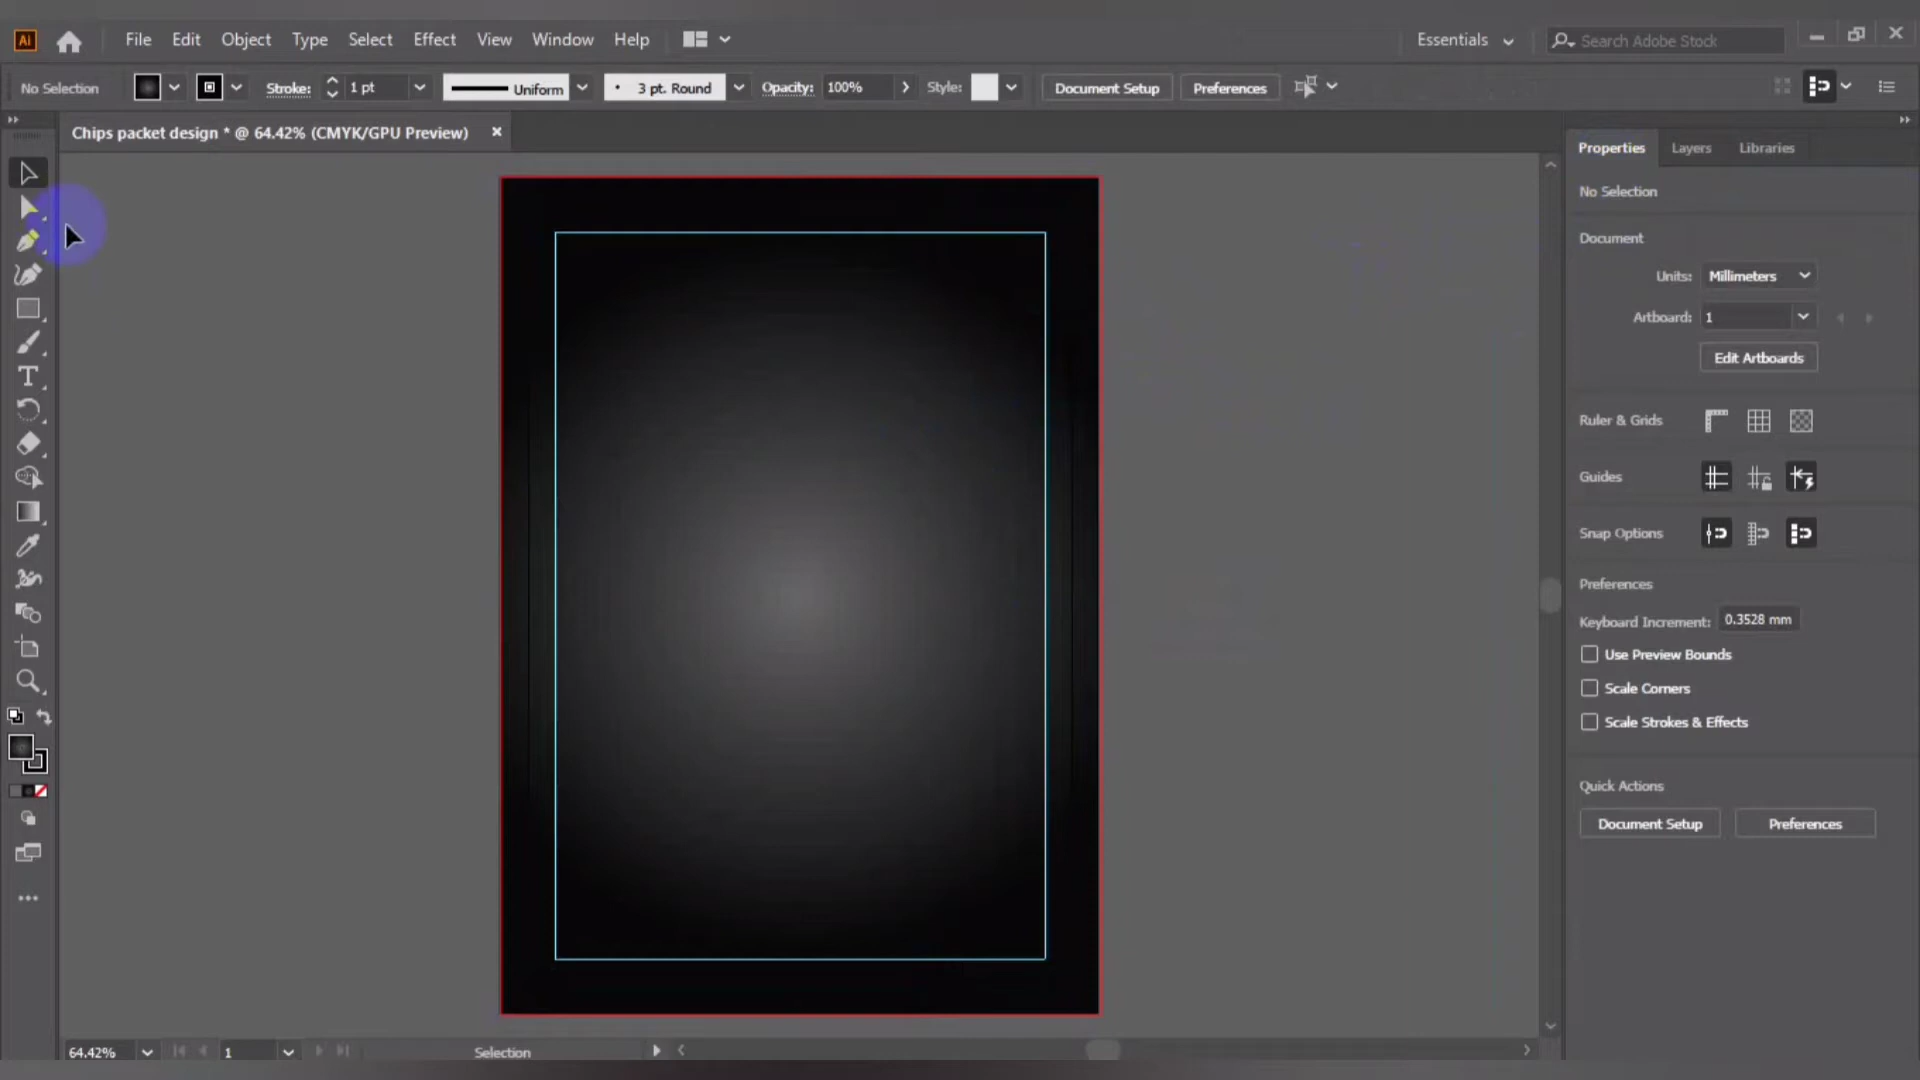 Ai File Edit Object Type Select Effect View Window Help Essentials Search Adobe Stock
No Selection Stroke: 1 pt Uniform 3 pt. Round Opacity: 100% Style: Document Setup Preferences
Chips packet design * @ 64.42% (CMYK/GPU Preview)
Properties Layers Libraries
No Selection
Document
Units: Millimeters
Artboard: 1
Edit Artboards
Ruler & Grids
Guides
Snap Options
Preferences
Keyboard Increment: 0.3528 mm
Use Preview Bounds
Scale Corners
Scale Strokes & Effects
Quick Actions
Document Setup Preferences
64.42% 1 Selection